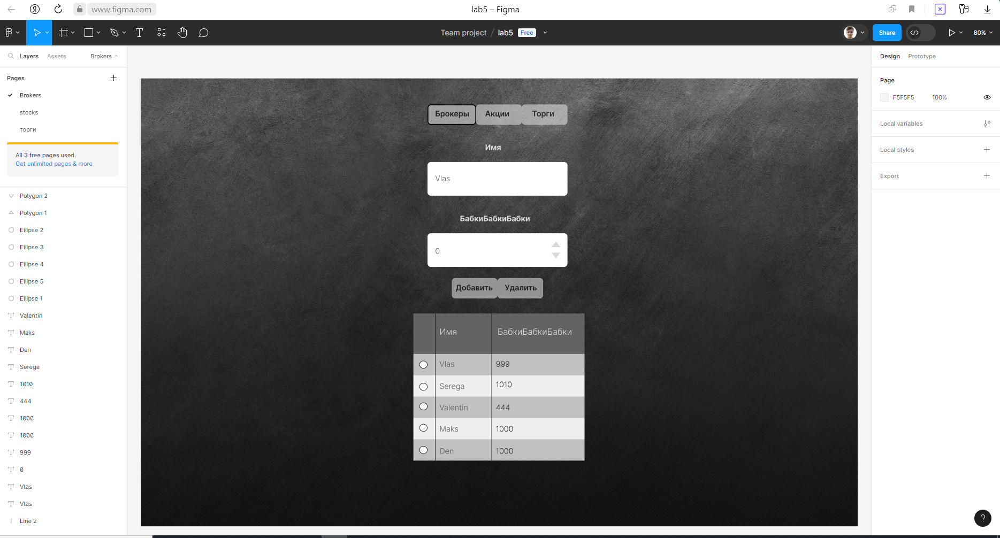 www.figma.com
lab5 – Figma
Team project / lab5 Free
Share
80%
Layers Assets Brokers
Pages
Brokers
stocks
торги
All 3 free pages used.
Get unlimited pages & more
Polygon 2
Polygon 1
Ellipse 2
Ellipse 3
Ellipse 4
Ellipse 5
Ellipse 1
Valentin
Maks
Den
Serega
1010
444
1000
1000
999
0
Vlas
Vlas
Line 2
Брокеры Акции Торги
Имя
Vlas
БабкиБабкиБабки
0
Добавить Удалить
Имя БабкиБабкиБабки
Vlas 999
Serega 1010
Valentin 444
Maks 1000
Den 1000
Design Prototype
Page
F5F5F5 100%
Local variables
Local styles
Export
?